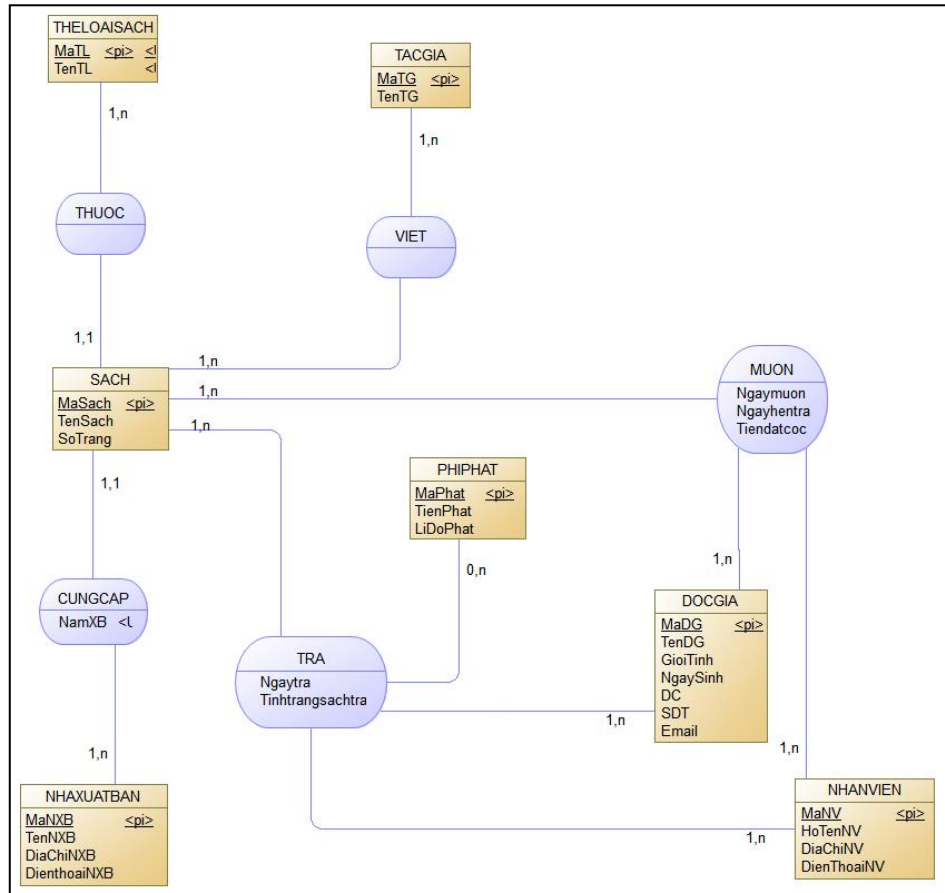 THELOAISACH
MaTL <pi> <l
TenTL <l
1,n
TACGIA
MaTG <pi>
TenTG
1,n
THUOC
VIET
1,1
1,n
SACH
MaSach <pi>
TenSach
SoTrang
1,n
1,n
MUON
Ngaymuon
Ngayhentra
Tiendatcoc
1,1
PHIPHAT
MaPhat <pi>
TienPhat
LiDoPhat
0,n
1,n
CUNGCAP
NamXB <l
DOCGIA
MaDG <pi>
TenDG
GioiTinh
NgaySinh
DC
SDT
Email
TRA
Ngaytra
Tinhtrangsachtra
1,n
1,n
1,n
NHAXUATBAN
MaNXB <pi>
TenNXB
DiaChiNXB
DienthoaiNXB
NHANVIEN
MaNV <pi>
HoTenNV
DiaChiNV
DienThoaiNV
1,n